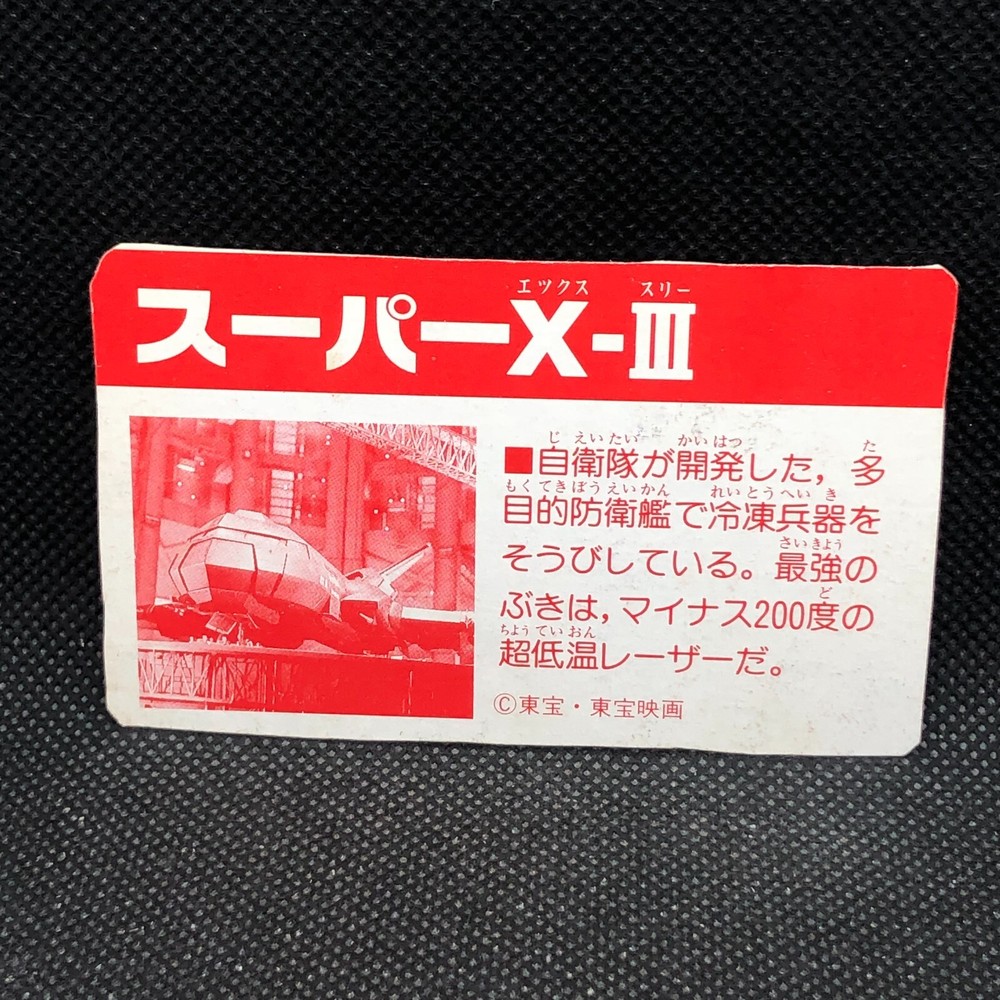 エツクス スリー
スーパーX-Ⅲ
じえいたい かいはつ た
■自衛隊が開発した,多
もくてきぼうえいかん れいとうへいき
目的防衛艦で冷凍兵器を
さいきよう
そうびしている。最強の
ど
ぶきは,マイナス200度の
ちようていおん
超低温レーザーだ。
©東宝・東宝映画